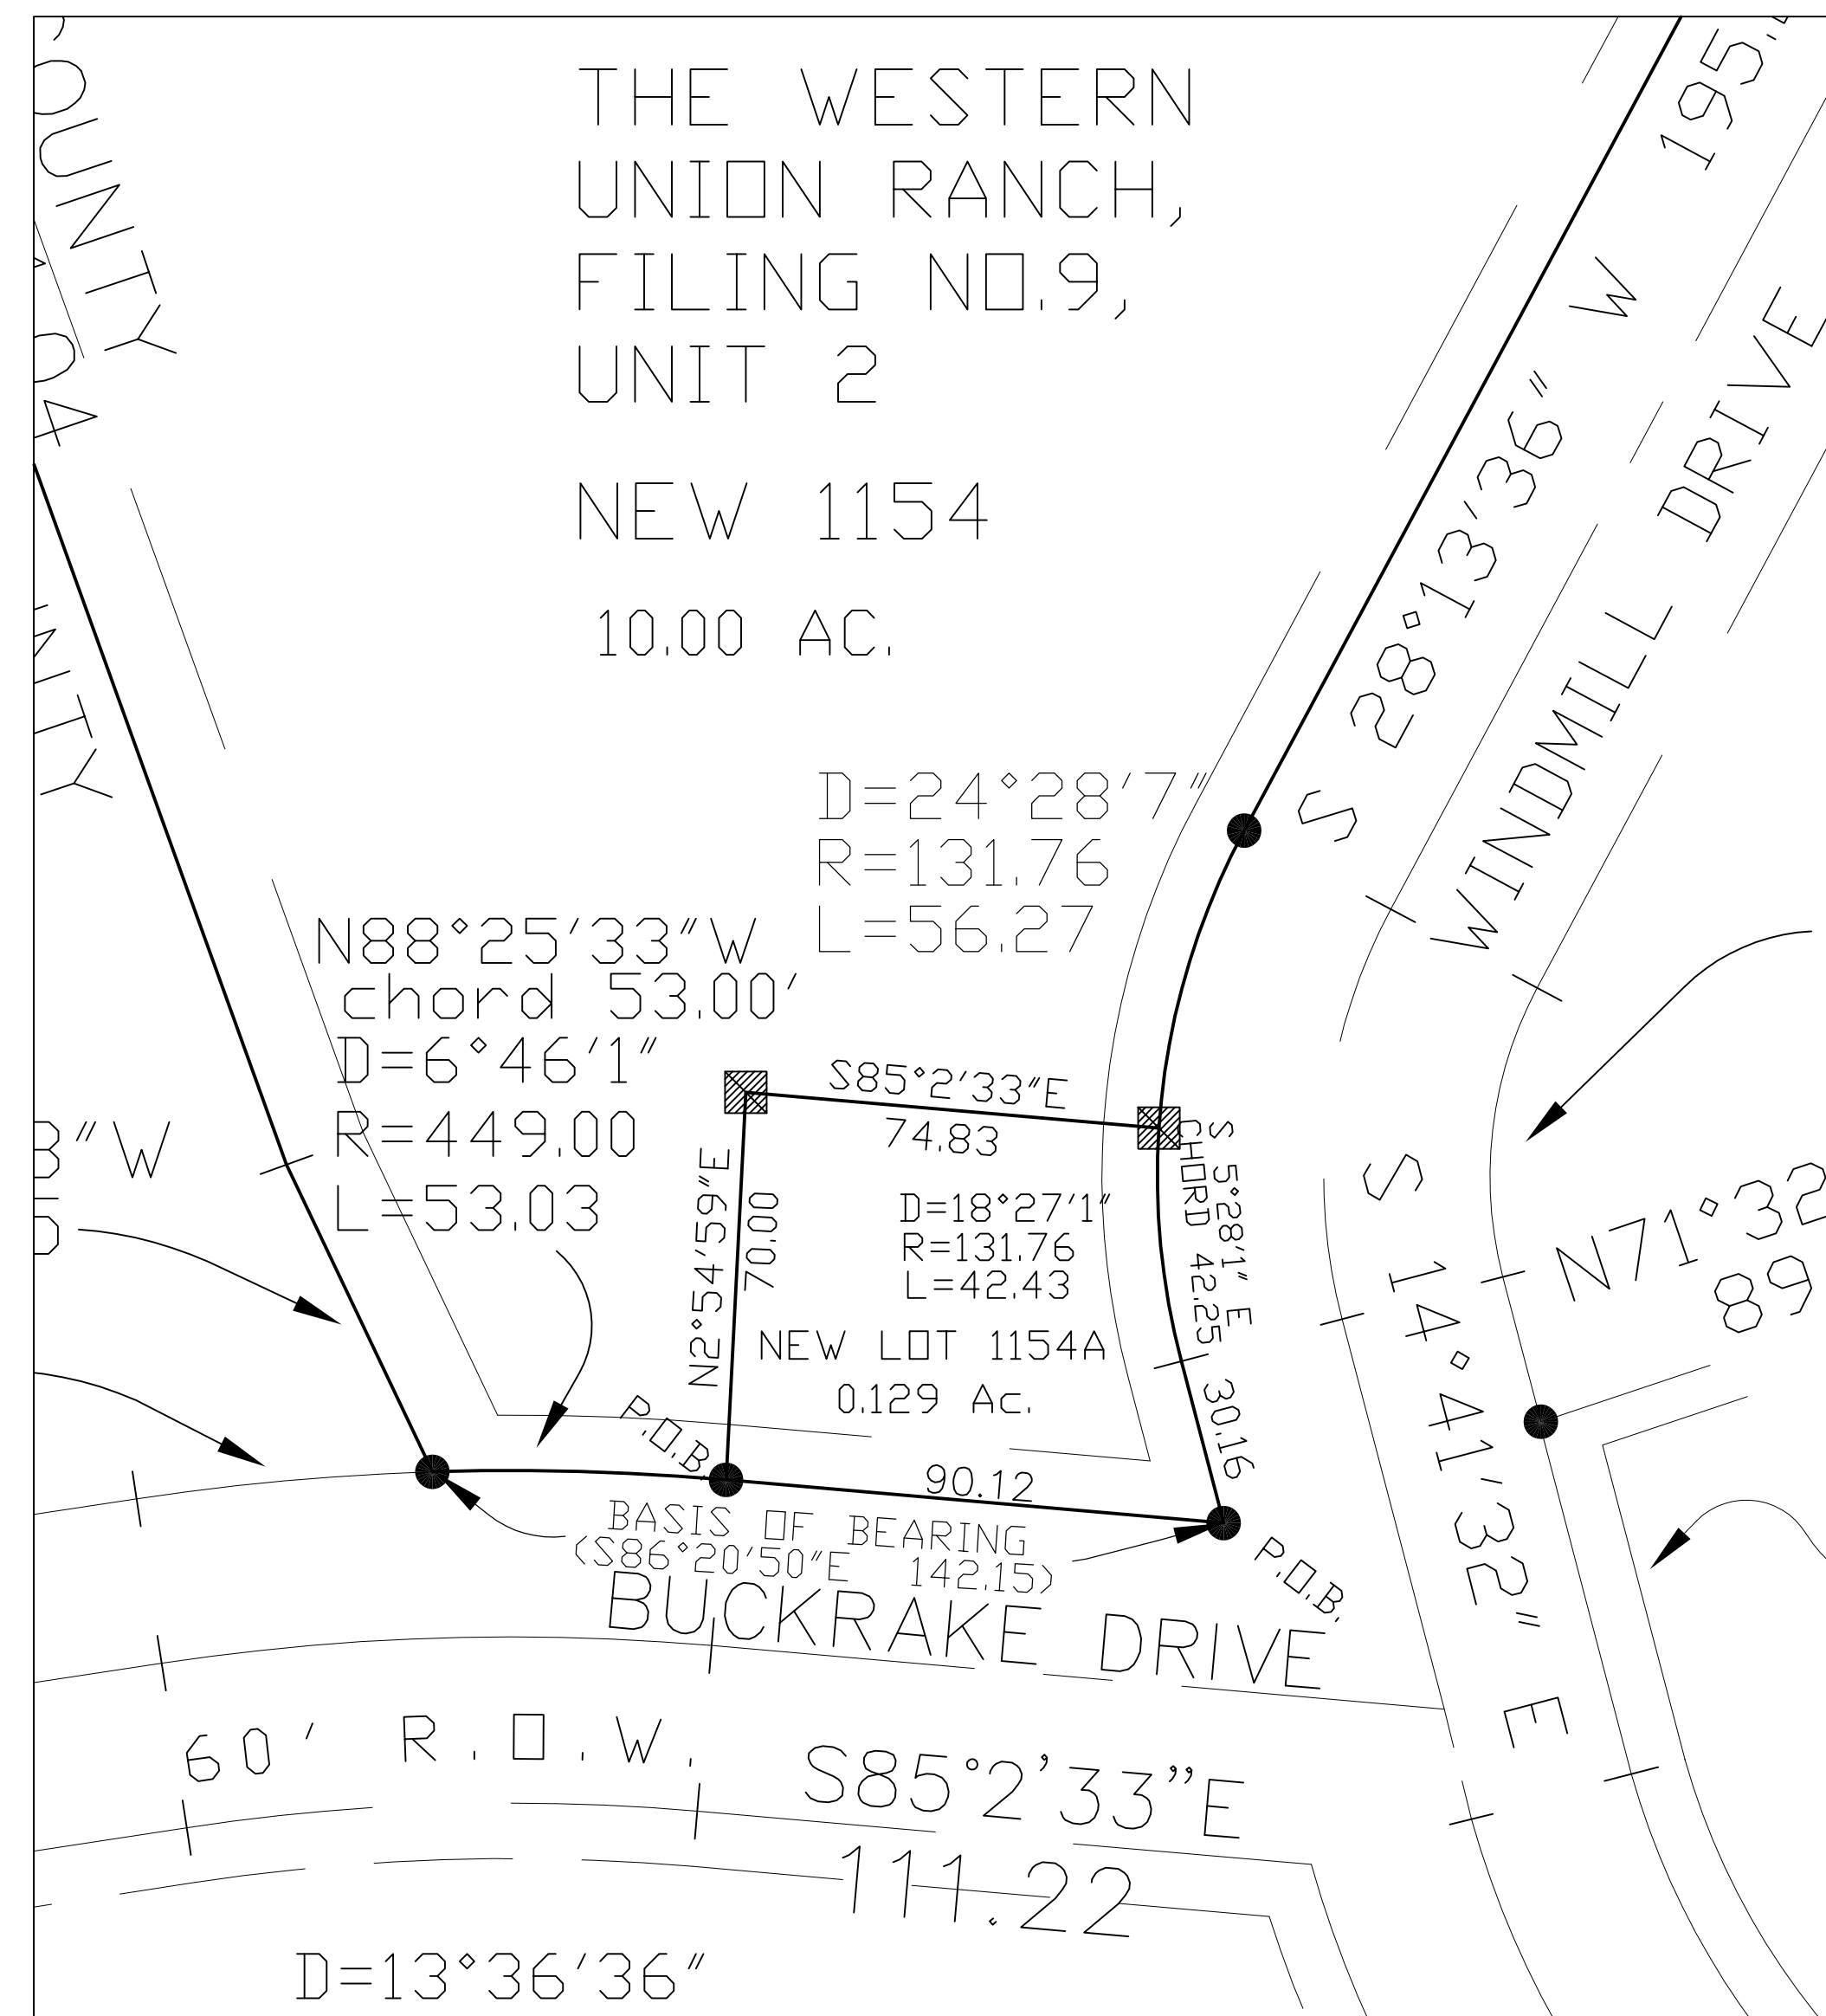 THE WESTERN
UNION RANCH,
FILING NO.9,
UNIT 2
NEW 1154
10.00 AC.
195.
S 28°13'36" W
WINDMILL DRIVE
D=24°28'7"
R=131.76
L=56.27
N88°25'33"W
chord 53.00'
D=6°46'1"
R=449.00
L=53.03
S85°2'33"E
74.83
N2°54'59"E
70.00
S 5°28'1" E
CHORD 42.25
D=18°27'1"
R=131.76
L=42.43
NEW LOT 1154A
0.129 Ac.
30.16
S 14°41'32" E
N71°32
89
"W
P.O.B.
90.12
BASIS OF BEARING
(S86°20'50"E 142.15)
P.O.B.
BUCKRAKE DRIVE
60' R.O.W.
S85°2'33"E
111.22
D=13°36'36"